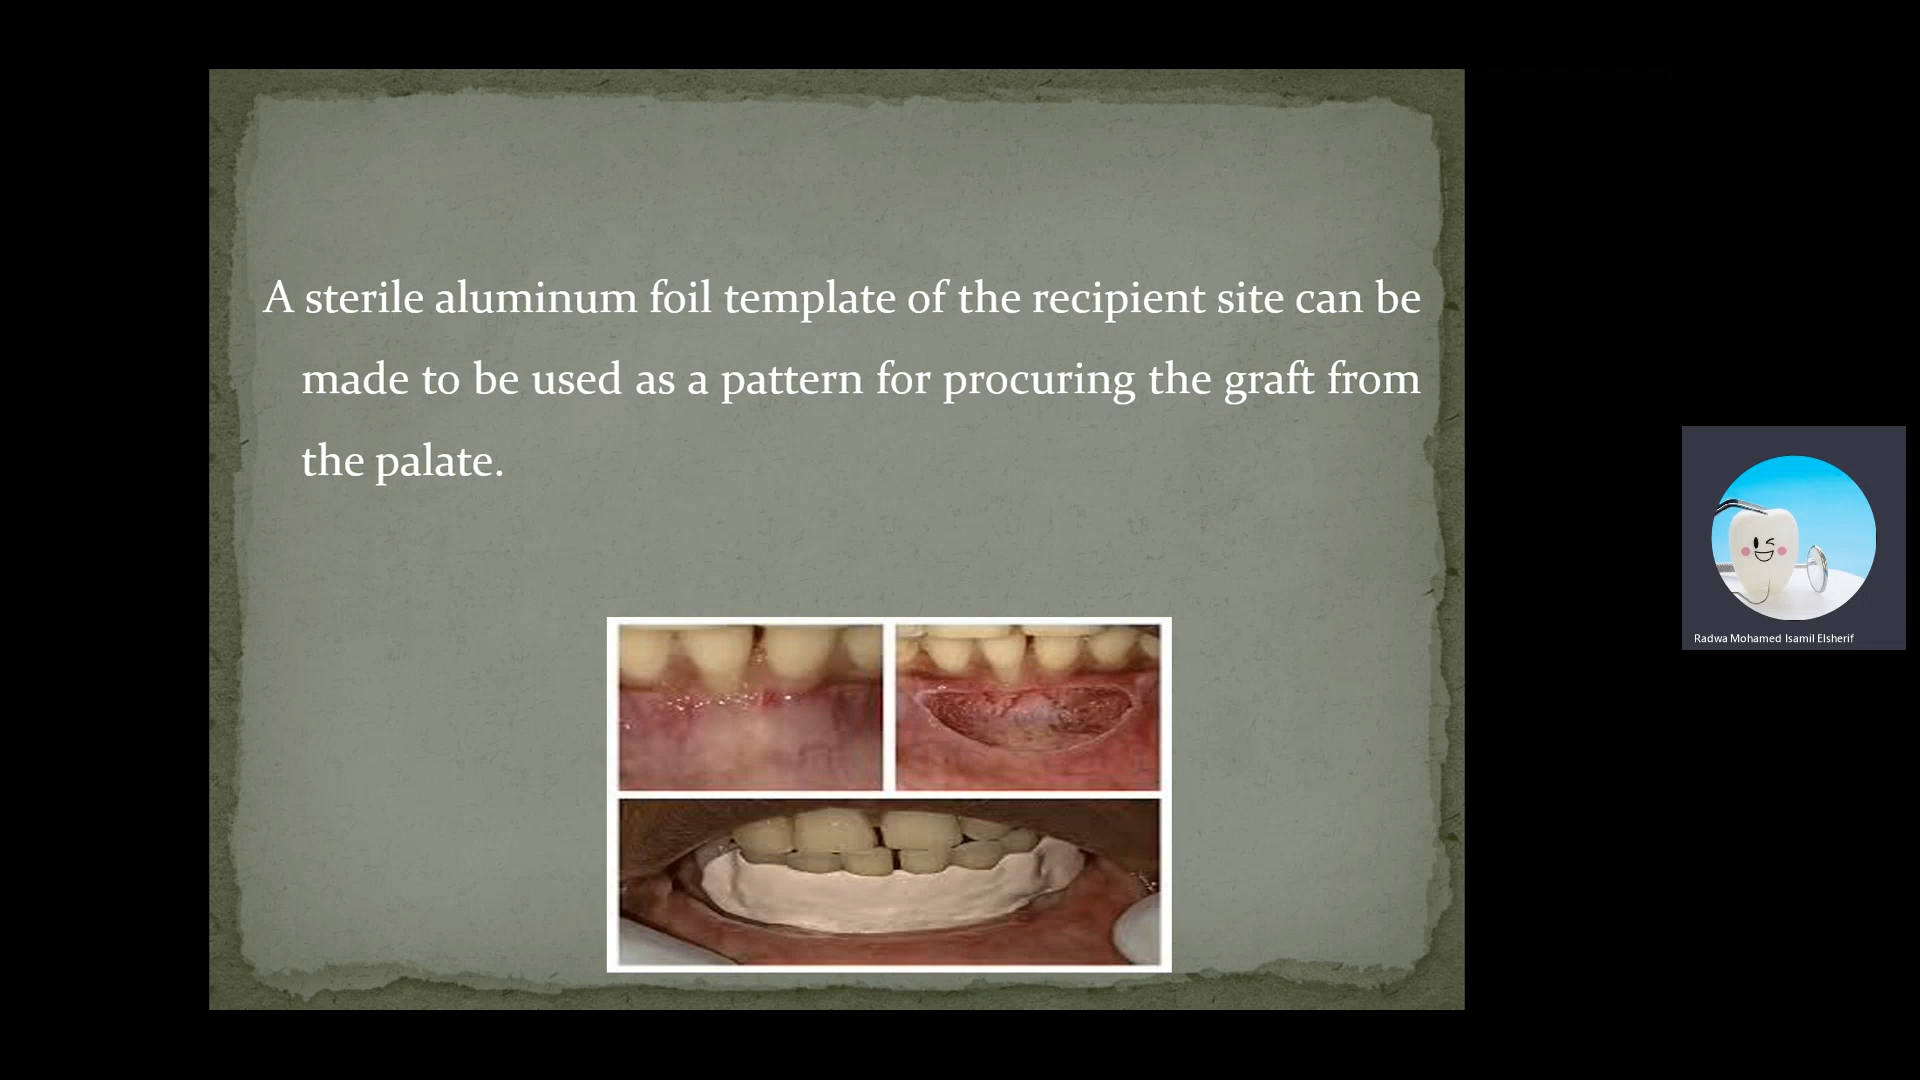 A sterile aluminum foil template of the recipient site can be
made to be used as a pattern for procuring the graft from
the palate.
Radwa Mohamed Isamil Elsherif